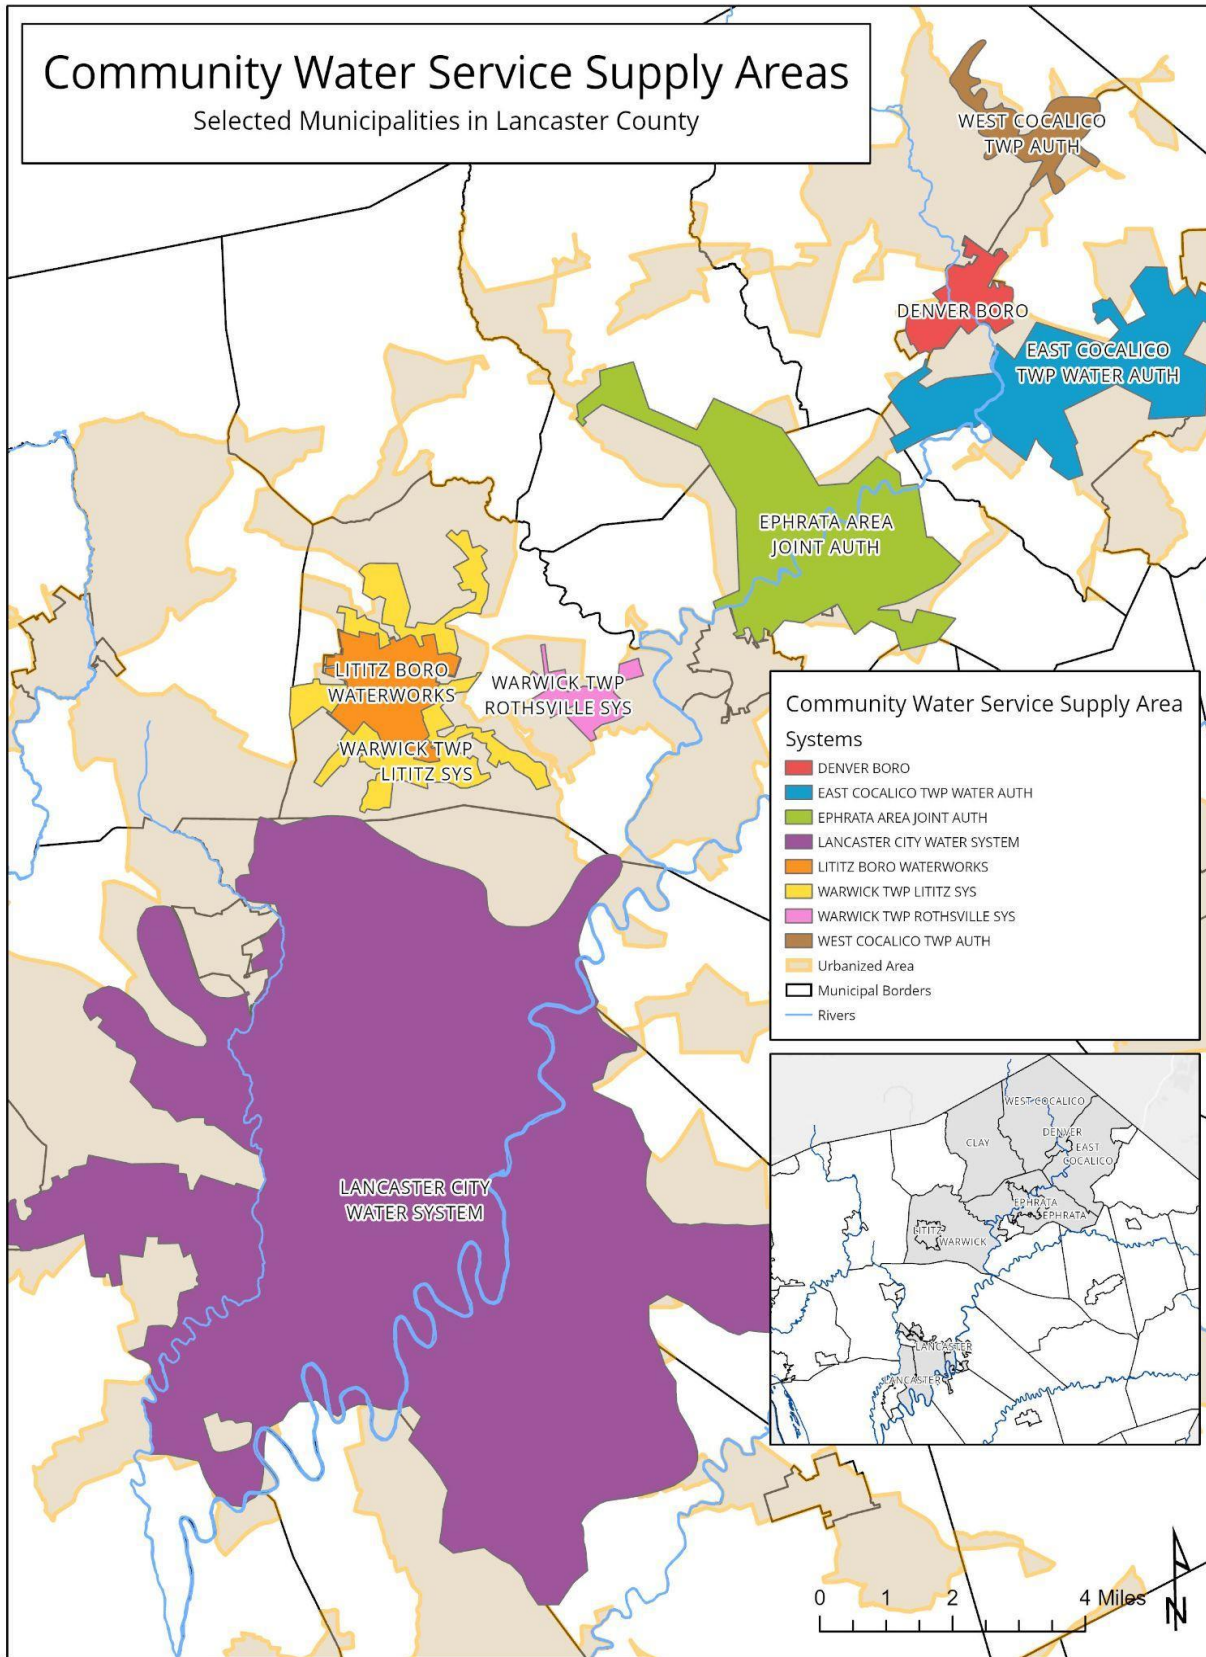 Community Water Service Supply Areas
Selected Municipalities in Lancaster County
WEST COCALICO
TWP AUTH
DENVER BORO
EAST COCALICO
TWP WATER AUTH
EPHRATA AREA
JOINT AUTH
LITITZ BORO
WATERWORKS
WARWICK TWP
ROTHSVILLE SYS
WARWICK TWP
LITITZ SYS
LANCASTER CITY
WATER SYSTEM
Community Water Service Supply Area
Systems
DENVER BORO
EAST COCALICO TWP WATER AUTH
EPHRATA AREA JOINT AUTH
LANCASTER CITY WATER SYSTEM
LITITZ BORO WATERWORKS
WARWICK TWP LITITZ SYS
WARWICK TWP ROTHSVILLE SYS
WEST COCALICO TWP AUTH
Urbanized Area
Municipal Borders
Rivers
WEST COCALICO
DENVER
CLAY
EAST
COCALICO
EPHRATA
EPHRATA
LITITZ
WARWICK
LANCASTER
LANCASTER
0 1 2 4 Miles
N